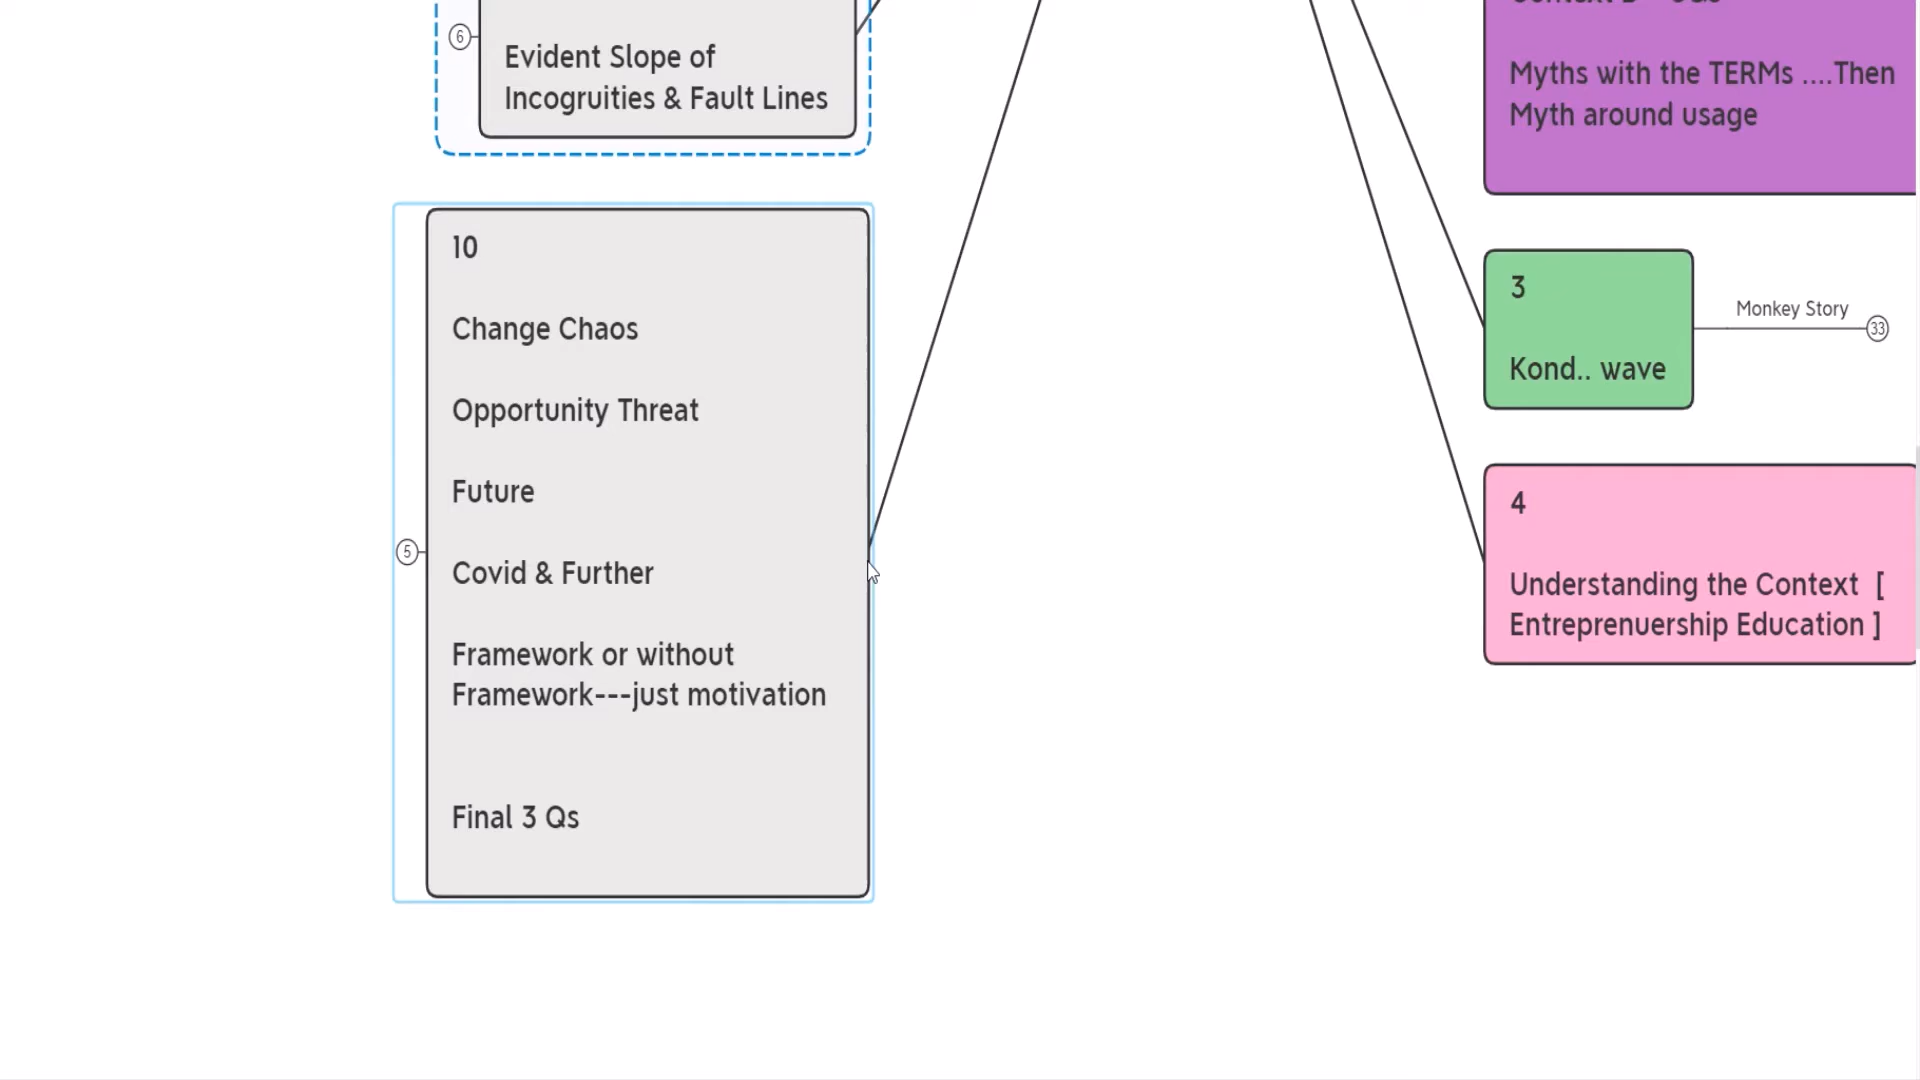 6
Evident Slope of
Incogruities & Fault Lines
10
Change Chaos
Opportunity Threat
Future
5
Covid & Further
Framework or without
Framework---just motivation
Final 3 Qs
Myths with the TERMs ....Then
Myth around usage
3
Kond.. wave
Monkey Story
33
4
Understanding the Context [
Entreprenuership Education ]